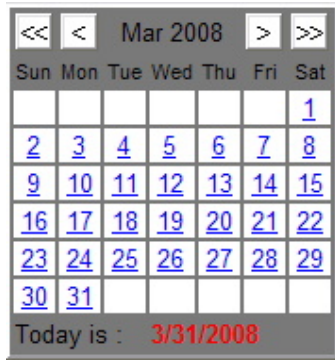 << < Mar 2008 > >>
Sun Mon Tue Wed Thu Fri Sat
1
2 3 4 5 6 7 8
9 10 11 12 13 14 15
16 17 18 19 20 21 22
23 24 25 26 27 28 29
30 31
Today is : 3/31/2008